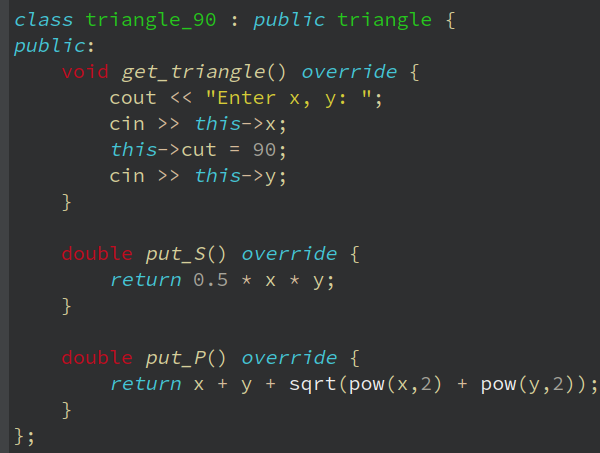 class triangle_90 : public triangle {
public:
    void get_triangle() override {
        cout << "Enter x, y: ";
        cin >> this->x;
        this->cut = 90;
        cin >> this->y;
    }

    double put_S() override {
        return 0.5 * x * y;
    }

    double put_P() override {
        return x + y + sqrt(pow(x,2) + pow(y,2));
    }
};